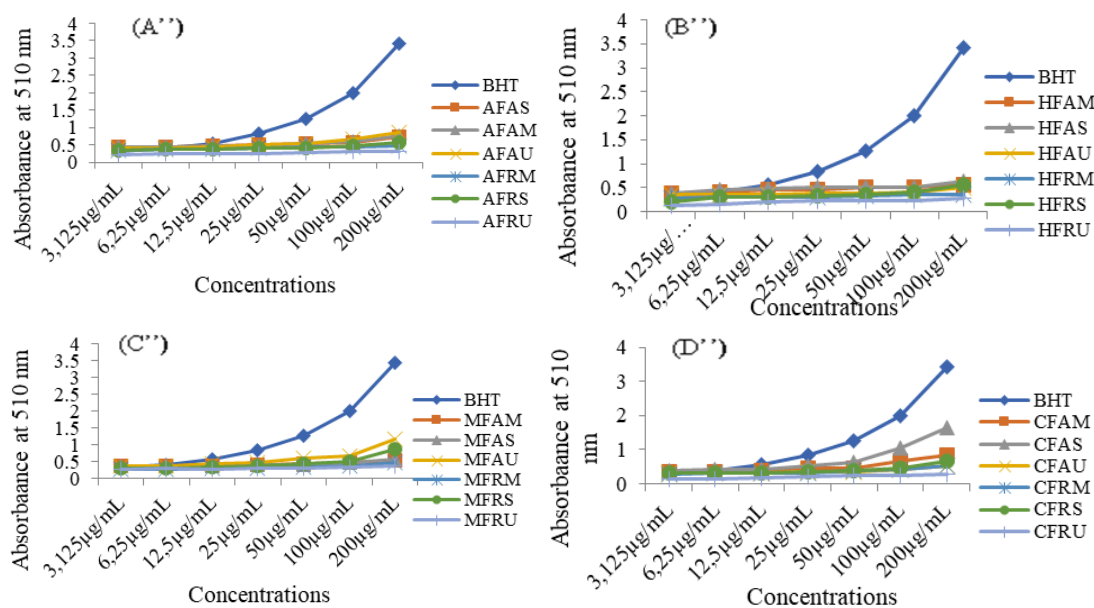 (A’’)
Absorbaance at 510 nm
3.5
3
2.5
2
1.5
1
0.5
0
3,125µg/mL
6,25µg/mL
12,5µg/mL
25µg/mL
50µg/mL
100µg/mL
200µg/mL
Concentrations
BHT
AFAS
AFAM
AFAU
AFRM
AFRS
AFRU
(B’’)
Absorbaance at 510 nm
3.5
3
2.5
2
1.5
1
0.5
0
3,125µg/…
6,25µg/mL
12,5µg/mL
25µg/mL
50µg/mL
100µg/mL
200µg/mL
Concentrations
BHT
HFAM
HFAS
HFAU
HFRM
HFRS
HFRU
(C’’)
Absorbaance at 510 nm
3.5
3
2.5
2
1.5
1
0.5
0
3,125µg/mL
6,25µg/mL
12,5µg/mL
25µg/mL
50µg/mL
100µg/mL
200µg/mL
Concentrations
BHT
MFAM
MFAS
MFAU
MFRM
MFRS
MFRU
(D’’)
Absorbaance at 510
nm
4
3
2
1
0
3,125µg/mL
6,25µg/mL
12,5µg/mL
25µg/mL
50µg/mL
100µg/mL
200µg/mL
Concentrations
BHT
CFAM
CFAS
CFAU
CFRM
CFRS
CFRU